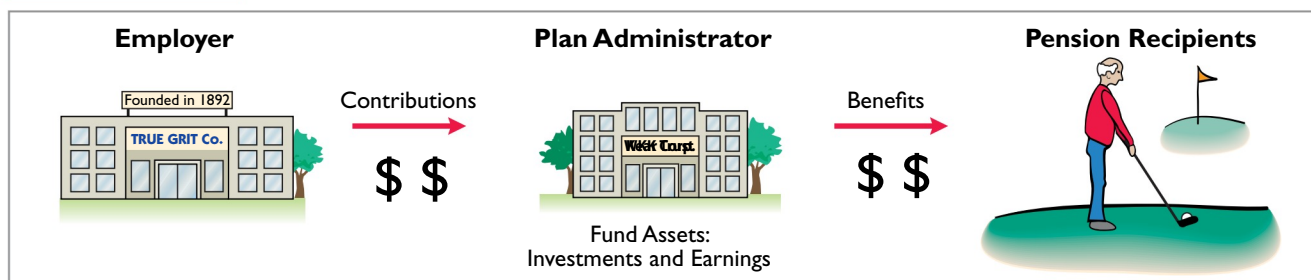 Employer
Plan Administrator
Pension Recipients
Founded in 1892
TRUE GRIT Co.
Contributions
$ $
Benefits
$ $
Fund Assets:
Investments and Earnings